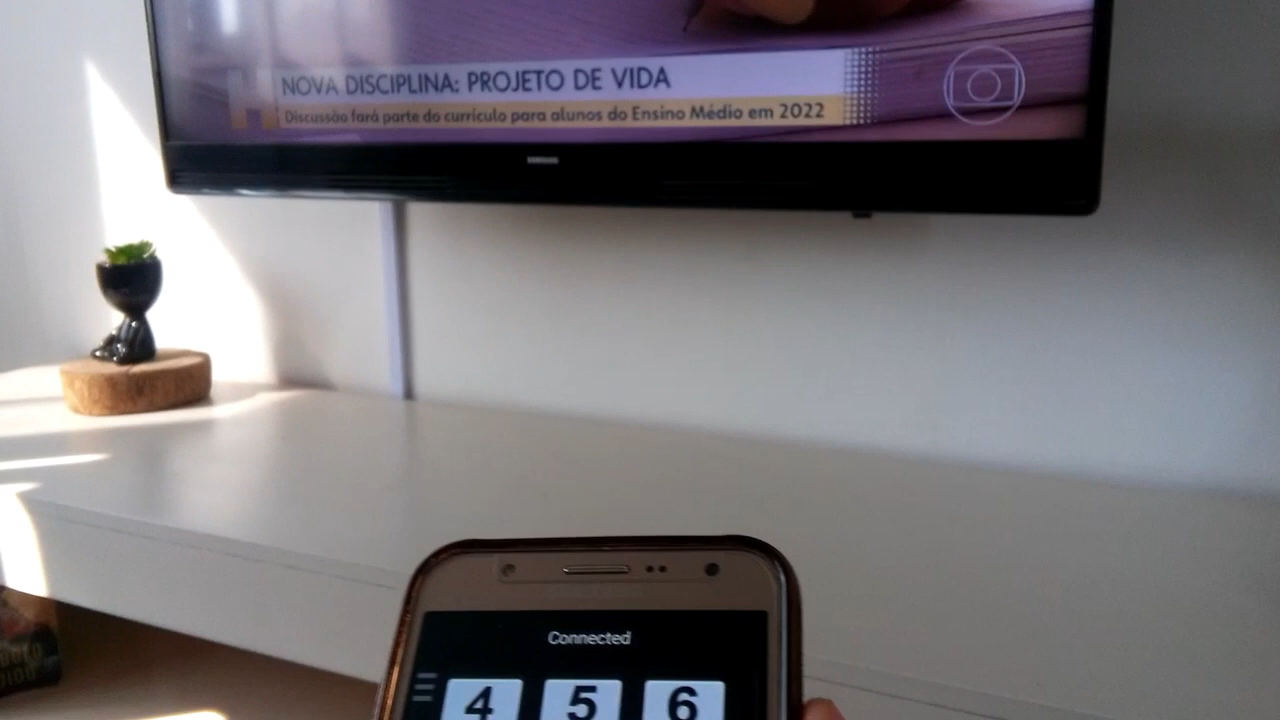 NOVA DISCIPLINA: PROJETO DE VIDA
Discussão fará parte do currículo para alunos do Ensino Médio em 2022
SAMSUNG
Connected
4 5 6